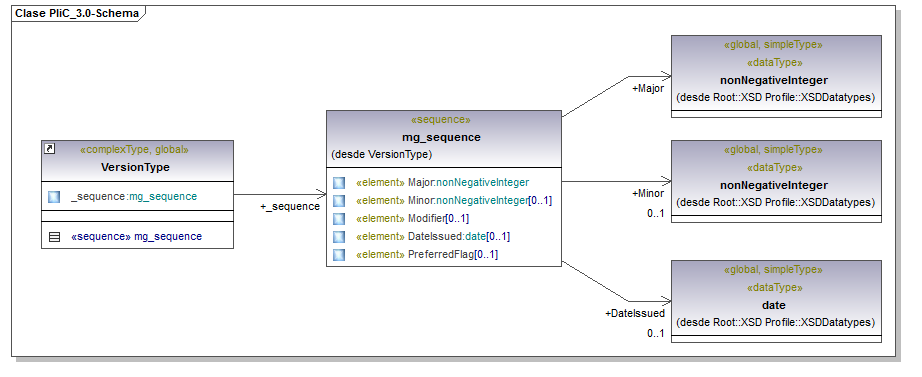 Clase PliC_3.0-Schema
«complexType, global»
VersionType
_sequence:mg_sequence
«sequence» mg_sequence
+_sequence
«sequence»
mg_sequence
(desde VersionType)
«element» Major:nonNegativeInteger
«element» Minor:nonNegativeInteger[0..1]
«element» Modifier[0..1]
«element» DateIssued:date[0..1]
«element» PreferredFlag[0..1]
+Major
«global, simpleType»
«dataType»
nonNegativeInteger
(desde Root::XSD Profile::XSDDatatypes)
+Minor
0..1
«global, simpleType»
«dataType»
nonNegativeInteger
(desde Root::XSD Profile::XSDDatatypes)
+DateIssued
0..1
«global, simpleType»
«dataType»
date
(desde Root::XSD Profile::XSDDatatypes)